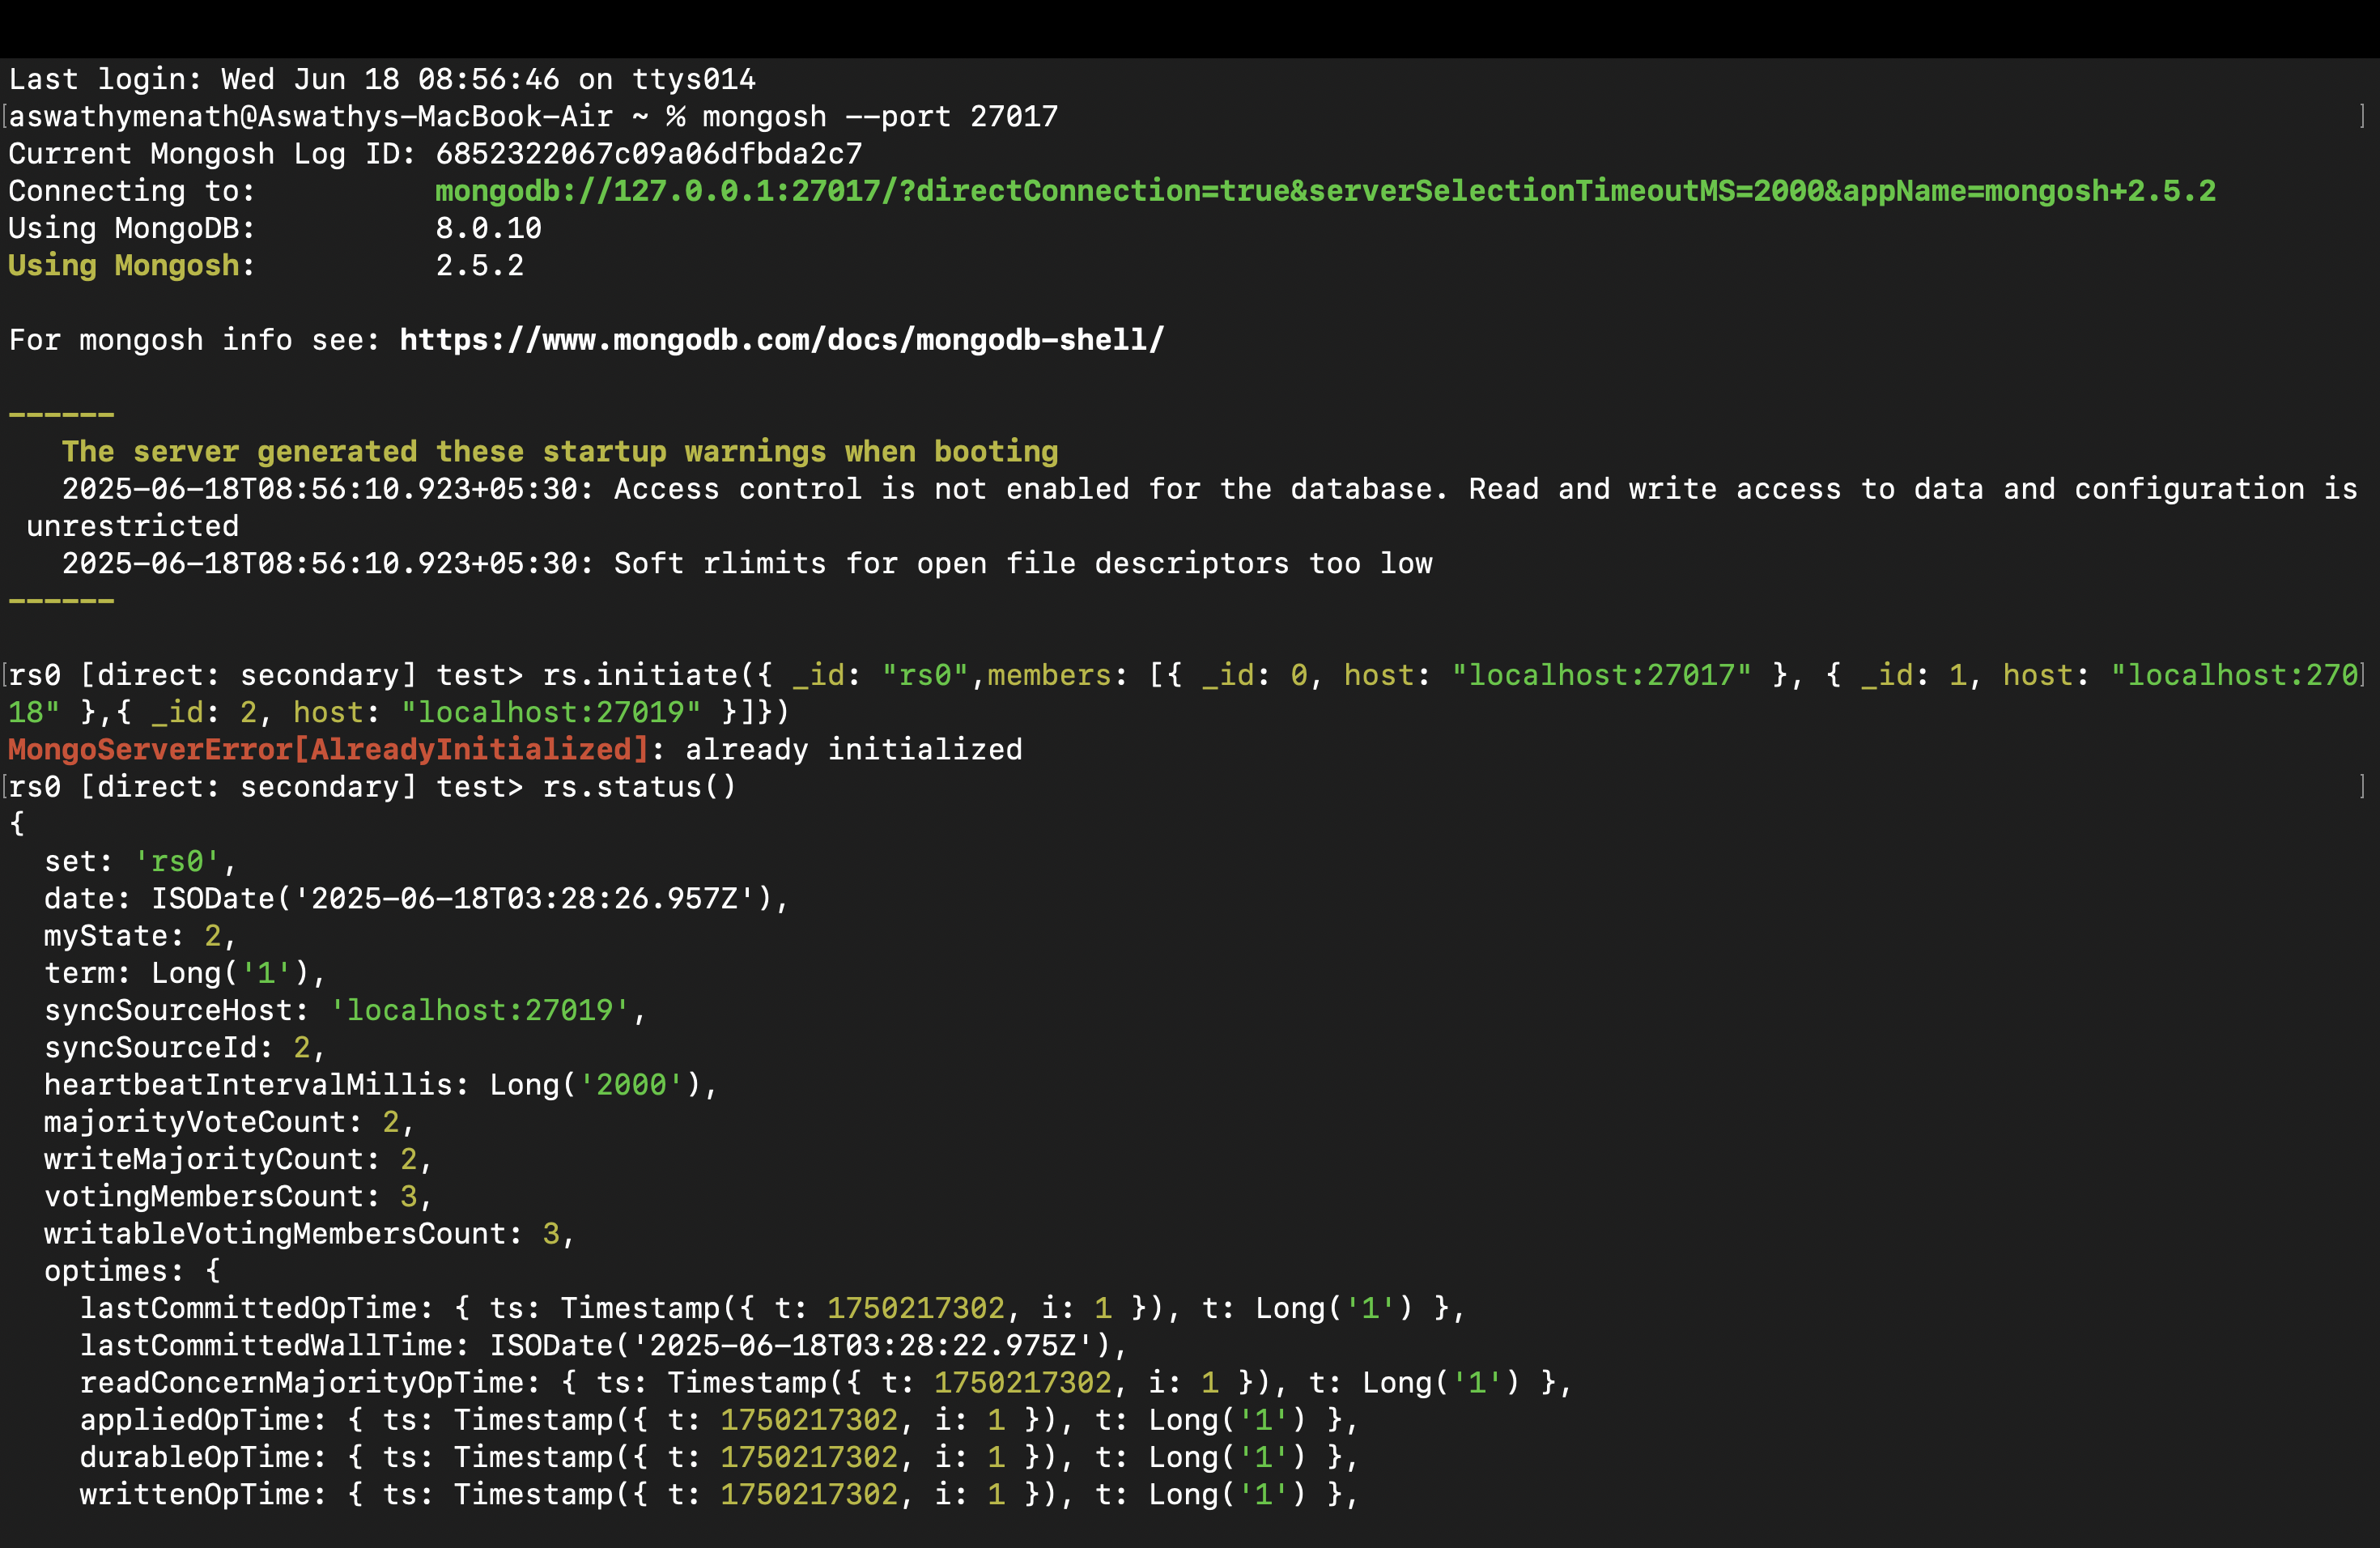 Last login: Wed Jun 18 08:56:46 on ttys014
[aswathymenath@Aswathys-MacBook-Air ~ % mongosh --port 27017 ]
Current Mongosh Log ID: 6852322067c09a06dfbda2c7
Connecting to: mongodb://127.0.0.1:27017/?directConnection=true&serverSelectionTimeoutMS=2000&appName=mongosh+2.5.2
Using MongoDB: 8.0.10
Using Mongosh: 2.5.2
For mongosh info see: https://www.mongodb.com/docs/mongodb-shell/
------
The server generated these startup warnings when booting
2025-06-18T08:56:10.923+05:30: Access control is not enabled for the database. Read and write access to data and configuration is
unrestricted
2025-06-18T08:56:10.923+05:30: Soft rlimits for open file descriptors too low
------
[rs0 [direct: secondary] test> rs.initiate({ _id: "rs0",members: [{ _id: 0, host: "localhost:27017" }, { _id: 1, host: "localhost:270]
18" },{ _id: 2, host: "localhost:27019" }]})
MongoServerError[AlreadyInitialized]: already initialized
[rs0 [direct: secondary] test> rs.status() ]
{
  set: 'rs0',
  date: ISODate('2025-06-18T03:28:26.957Z'),
  myState: 2,
  term: Long('1'),
  syncSourceHost: 'localhost:27019',
  syncSourceId: 2,
  heartbeatIntervalMillis: Long('2000'),
  majorityVoteCount: 2,
  writeMajorityCount: 2,
  votingMembersCount: 3,
  writableVotingMembersCount: 3,
  optimes: {
    lastCommittedOpTime: { ts: Timestamp({ t: 1750217302, i: 1 }), t: Long('1') },
    lastCommittedWallTime: ISODate('2025-06-18T03:28:22.975Z'),
    readConcernMajorityOpTime: { ts: Timestamp({ t: 1750217302, i: 1 }), t: Long('1') },
    appliedOpTime: { ts: Timestamp({ t: 1750217302, i: 1 }), t: Long('1') },
    durableOpTime: { ts: Timestamp({ t: 1750217302, i: 1 }), t: Long('1') },
    writtenOpTime: { ts: Timestamp({ t: 1750217302, i: 1 }), t: Long('1') },